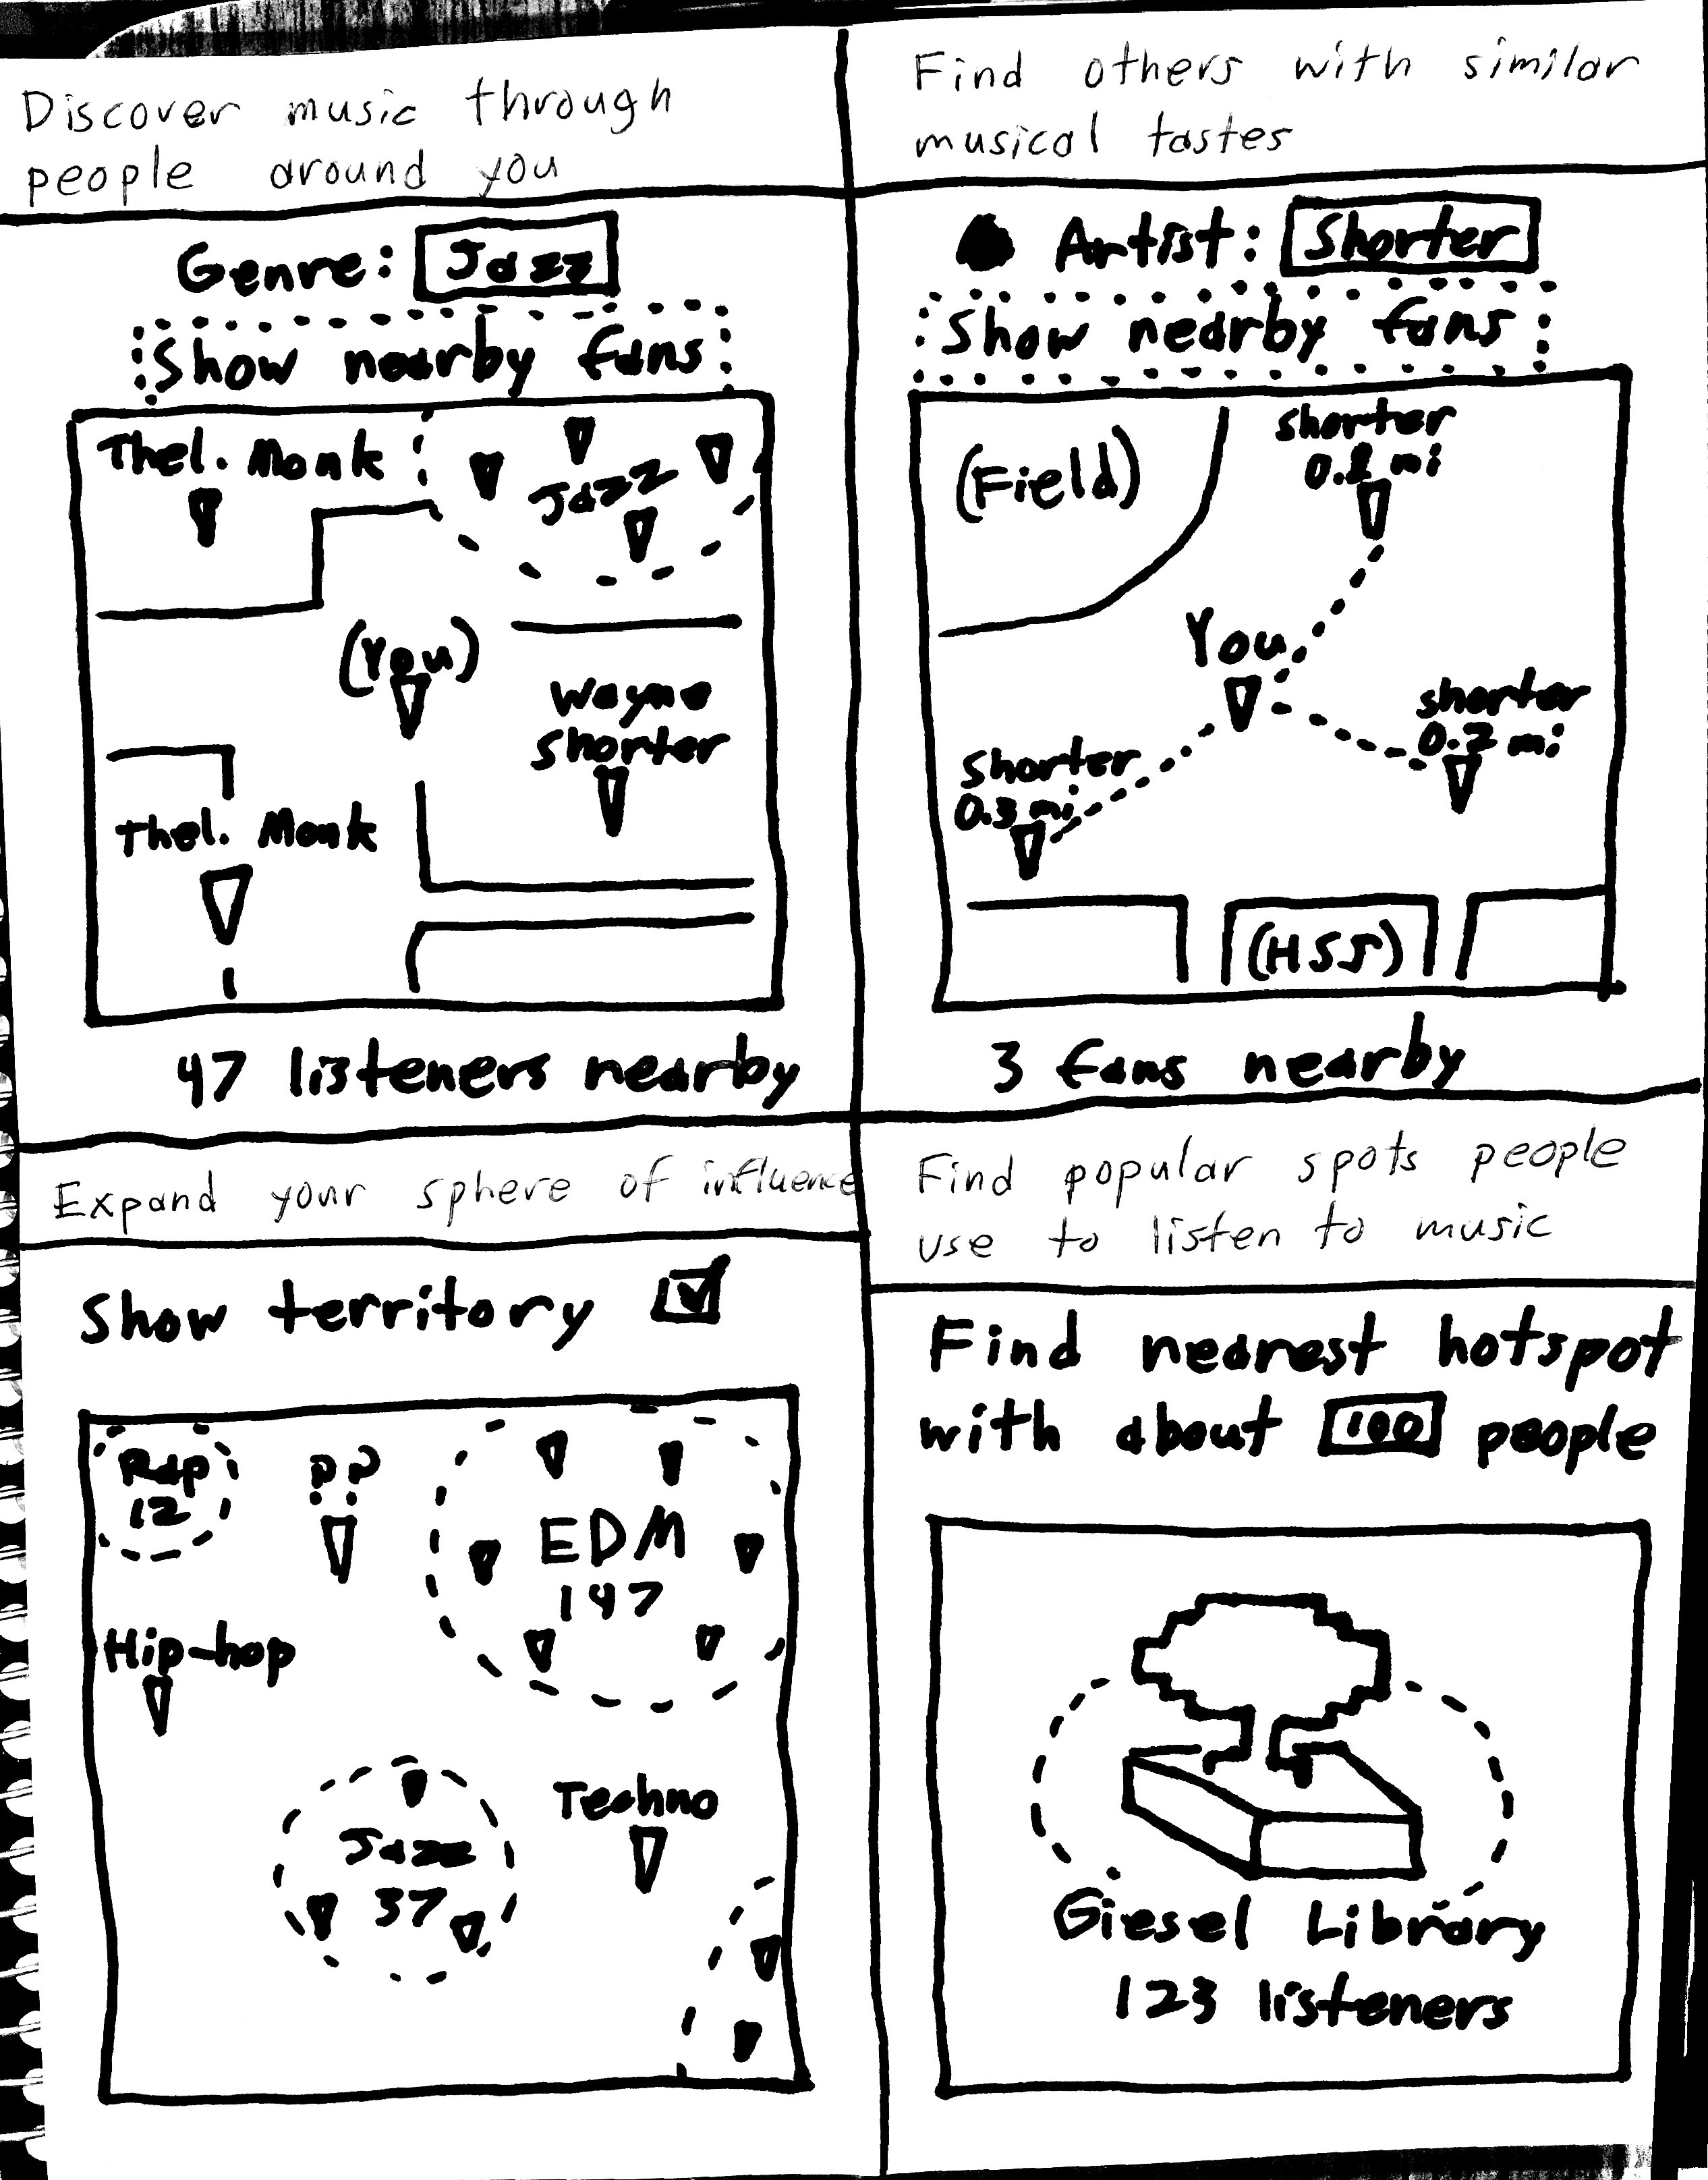 Discover music through
people around you
Genre: Jazz
Show nearby fans
Thel. Monk
Jazz
(You)
Wayne
Shorter
Thel. Monk
47 listeners nearby
Find others with similar
musical tastes
Artist: Shorter
Show nearby fans
(Field)
shorter
mi
You
shorter
0.2 mi
Shorter
0.3 mi
(HSS)
3 fans nearby
Expand your sphere of influence
Show territory
Rap
12
??
EDM
147
Hip-hop
Jazz
37
Techno
Find popular spots people
use to listen to music
Find nearest hotspot
with about 100 people
Giesel Library
123 listeners